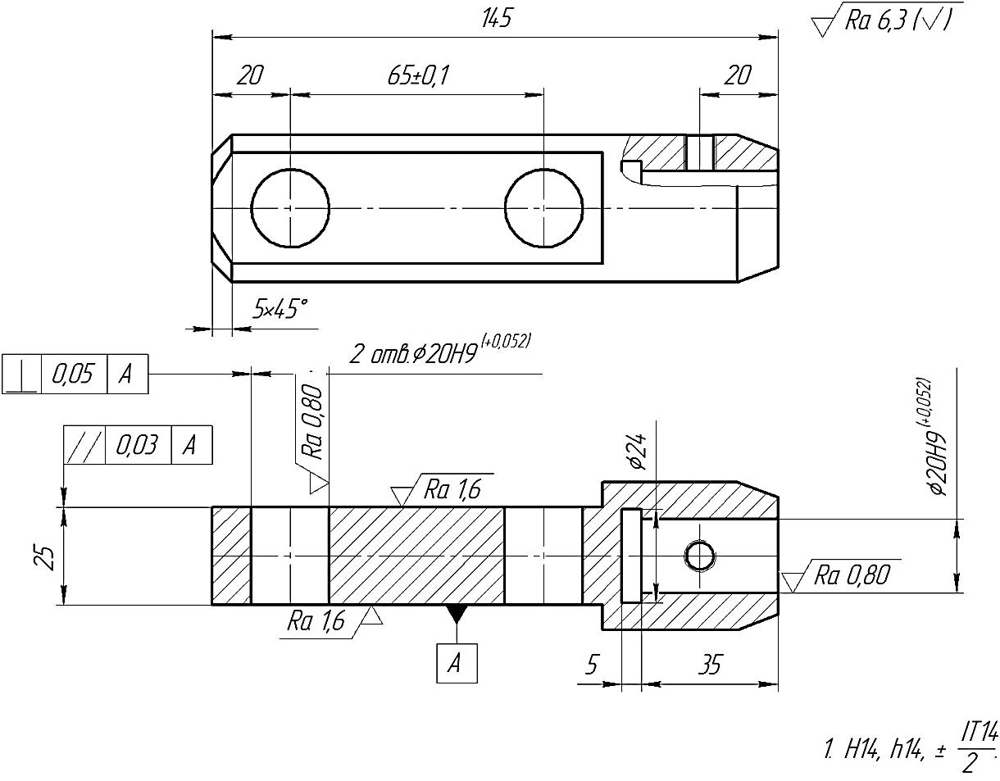 145
Ra 6,3 (√)
20
65±0,1
20
5×45°
2 отв.⌀20H9(+0,052)
⊥ 0,05 A
Ra 0,80
⌀20H9(+0,052)
// 0,03 A
⌀24
Ra 1,6
25
Ra 0,80
Ra 1,6
A
5
35
1. H14, h14, ± IT14/2.